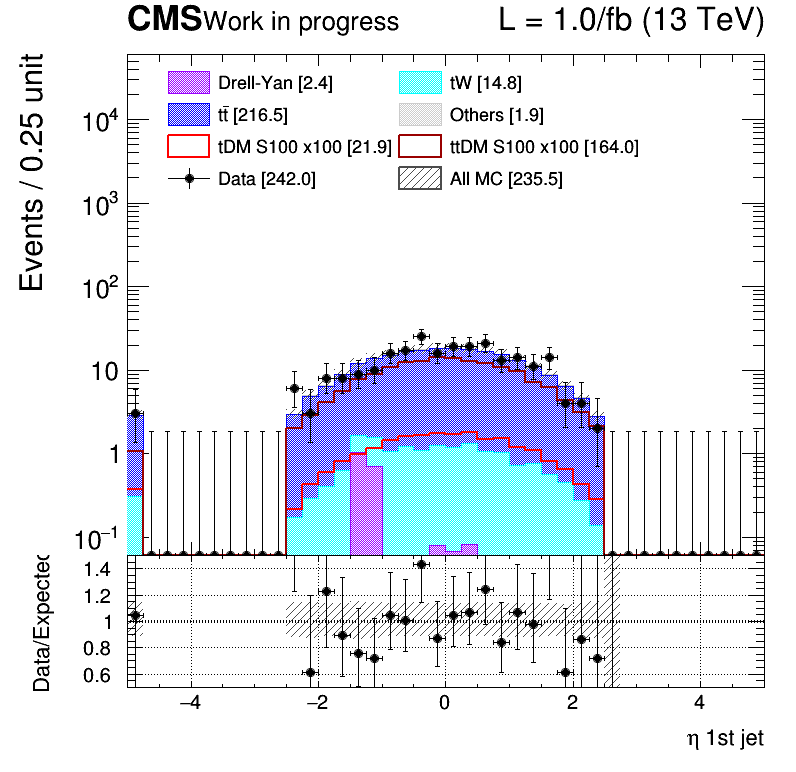 CMS Work in progress L = 1.0/fb (13 TeV)
Events / 0.25 unit
Drell-Yan [2.4] tW [14.8]
tt̄ [216.5] Others [1.9]
tDM S100 x100 [21.9] ttDM S100 x100 [164.0]
Data [242.0] All MC [235.5]
10⁴
10³
10²
10
1
10⁻¹
Data/Expected
1.4
1.2
1
0.8
0.6
−4 −2 0 2 4
η 1st jet